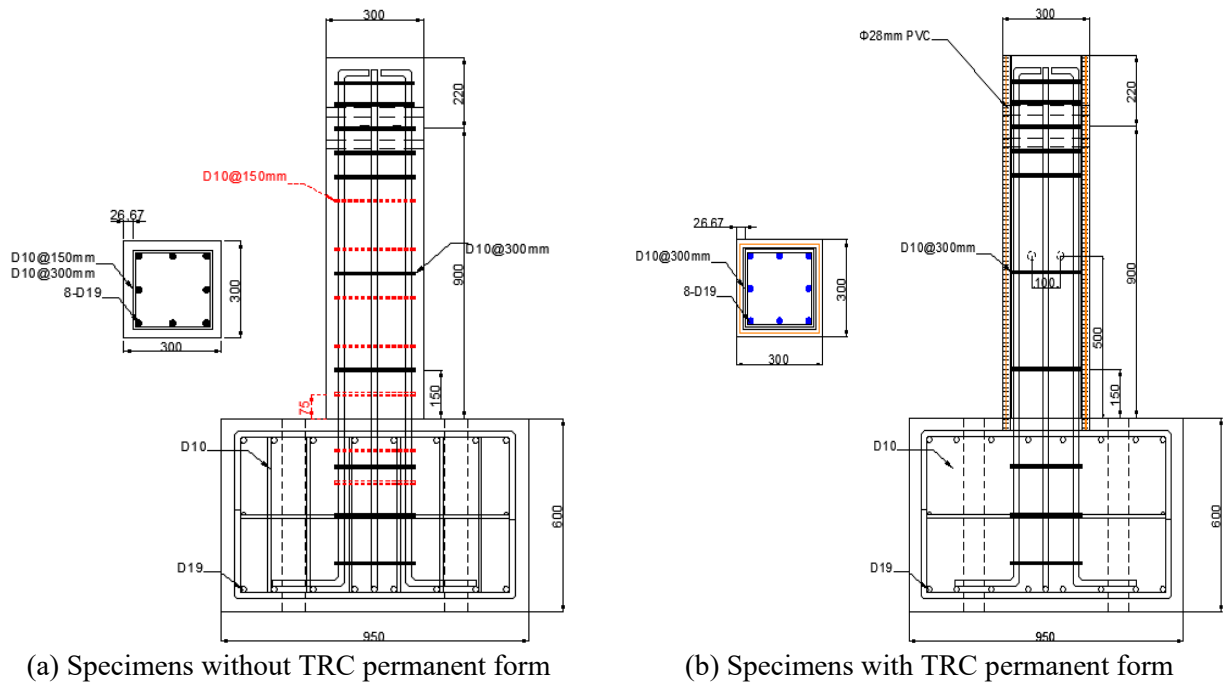 300
220
D10@150mm
26.67
D10@150mm
D10@300mm
8-D19
300
300
D10@300mm
900
150
75
D10
D19
600
950
(a) Specimens without TRC permanent form
300
Φ28mm PVC
220
26.67
D10@300mm
8-D19
300
300
D10@300mm
100
900
500
150
D10
D19
600
950
(b) Specimens with TRC permanent form